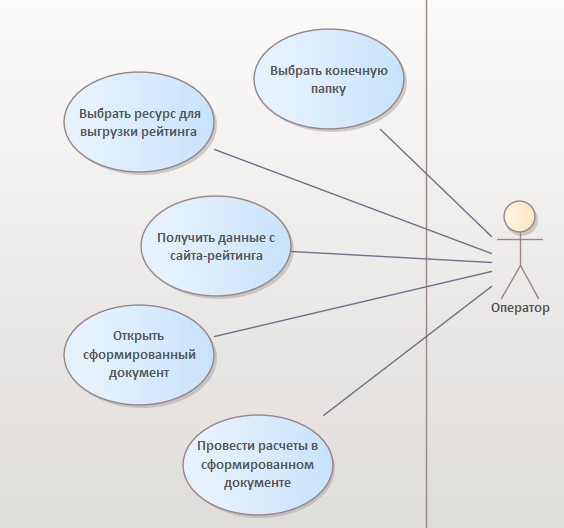 Выбрать конечную
папку
Выбрать ресурс для
выгрузки рейтинга
Получить данные с
сайта-рейтинга
Оператор
Открыть
сформированный
документ
Провести расчеты в
сформированном
документе